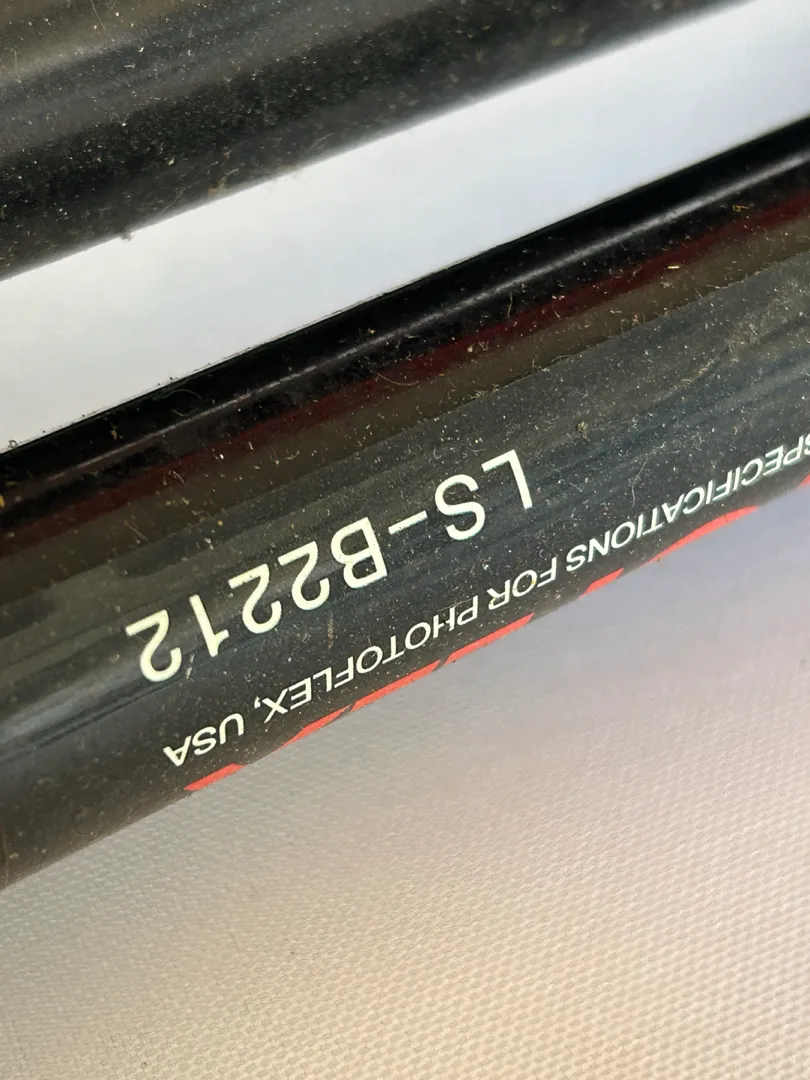 LS-B2212
SPECIFICATIONS FOR PHOTOFLEX, USA